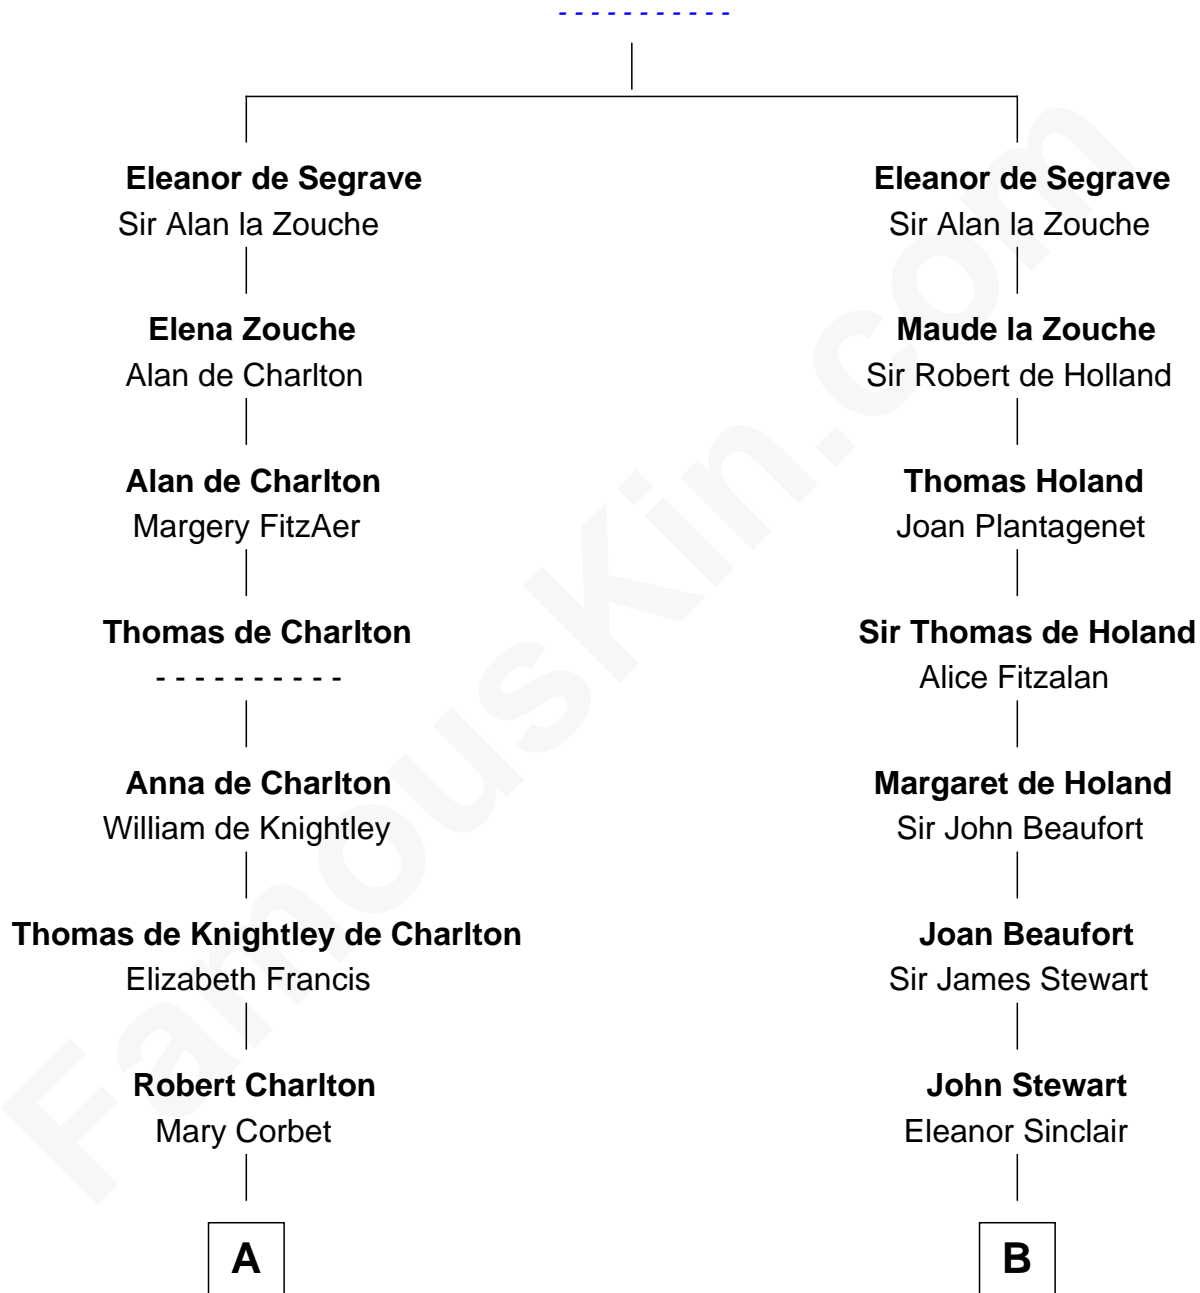 - - - - - - - - - - -
Eleanor de Segrave
Sir Alan la Zouche
Eleanor de Segrave
Sir Alan la Zouche
Elena Zouche
Alan de Charlton
Maude la Zouche
Sir Robert de Holland
Alan de Charlton
Margery FitzAer
Thomas Holand
Joan Plantagenet
Thomas de Charlton
- - - - - - - - - -
Sir Thomas de Holand
Alice Fitzalan
Anna de Charlton
William de Knightley
Margaret de Holand
Sir John Beaufort
Thomas de Knightley de Charlton
Elizabeth Francis
Joan Beaufort
Sir James Stewart
Robert Charlton
Mary Corbet
John Stewart
Eleanor Sinclair
A
B
FamousKin.com